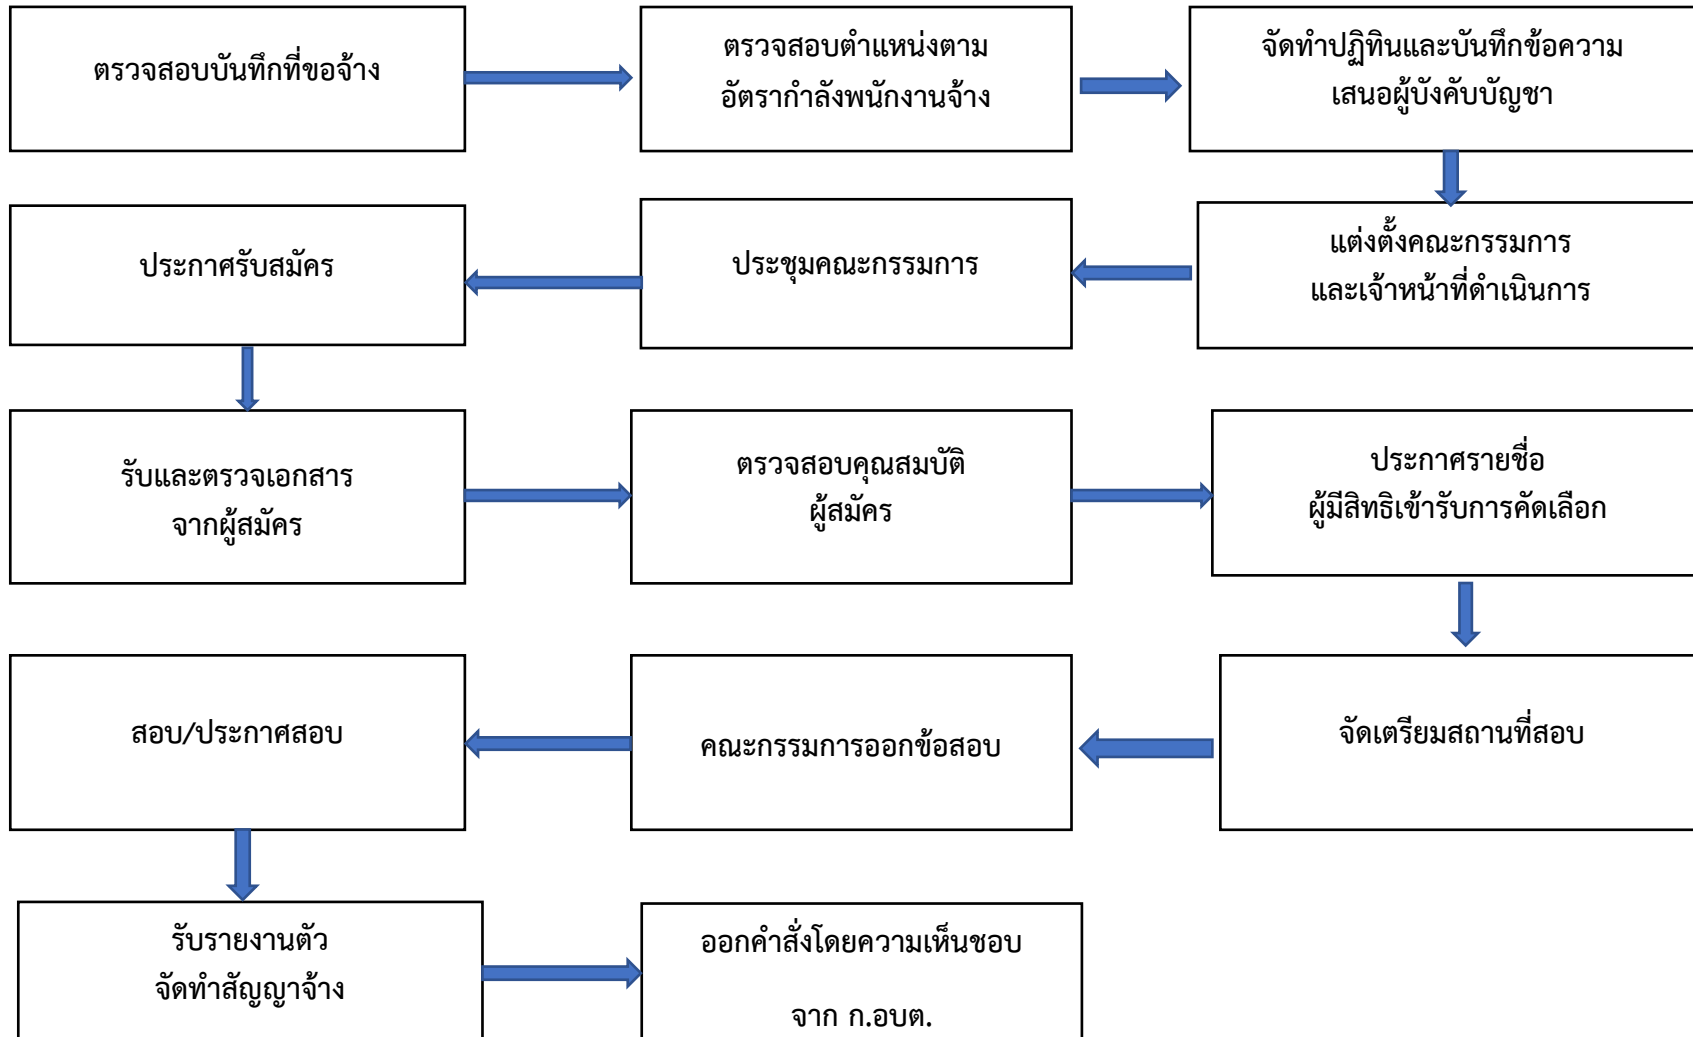 ตรวจสอบบันทึกที่ขอจ้าง
ตรวจสอบตำแหน่งตาม
อัตรากำลังพนักงานจ้าง
จัดทำปฏิทินและบันทึกข้อความ
เสนอผู้บังคับบัญชา
แต่งตั้งคณะกรรมการ
และเจ้าหน้าที่ดำเนินการ
ประชุมคณะกรรมการ
ประกาศรับสมัคร
รับและตรวจเอกสาร
จากผู้สมัคร
ตรวจสอบคุณสมบัติ
ผู้สมัคร
ประกาศรายชื่อ
ผู้มีสิทธิเข้ารับการคัดเลือก
จัดเตรียมสถานที่สอบ
คณะกรรมการออกข้อสอบ
สอบ/ประกาศสอบ
รับรายงานตัว
จัดทำสัญญาจ้าง
ออกคำสั่งโดยความเห็นชอบ
จาก ก.อบต.